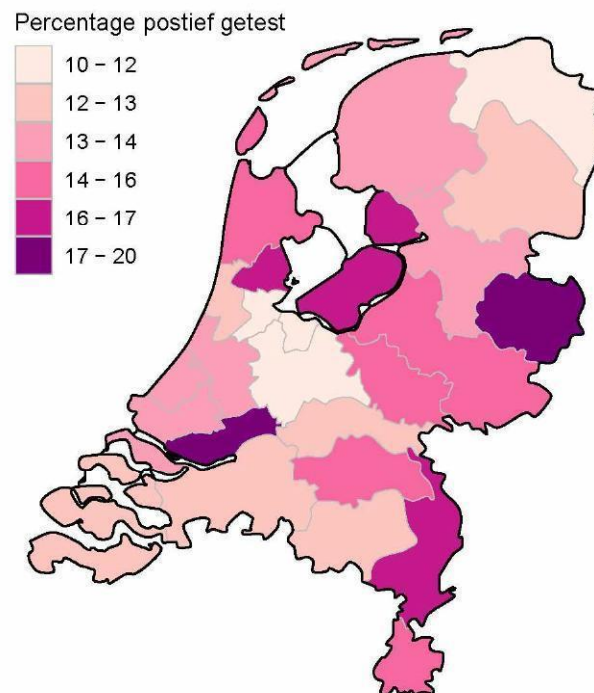 Percentage postief getest
10 – 12
12 – 13
13 – 14
14 – 16
16 – 17
17 – 20